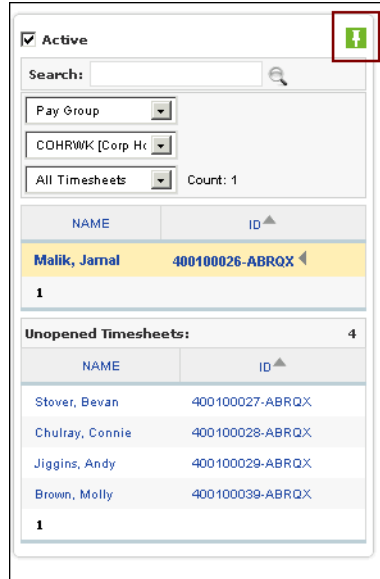 Active
Search:
Pay Group
COHRWK [Corp Ho
All Timesheets Count: 1
NAME ID
Malik, Jamal 400100026-ABRQX
1
Unopened Timesheets: 4
NAME ID
Stover, Bevan 400100027-ABRQX
Chulray, Connie 400100028-ABRQX
Jiggins, Andy 400100029-ABRQX
Brown, Molly 400100039-ABRQX
1